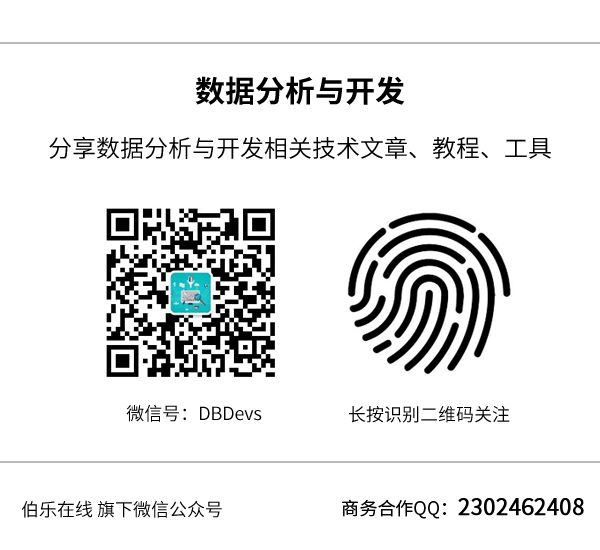 数据分析与开发
分享数据分析与开发相关技术文章、教程、工具
微信号：DBDevs
长按识别二维码关注
伯乐在线 旗下微信公众号
商务合作QQ：2302462408